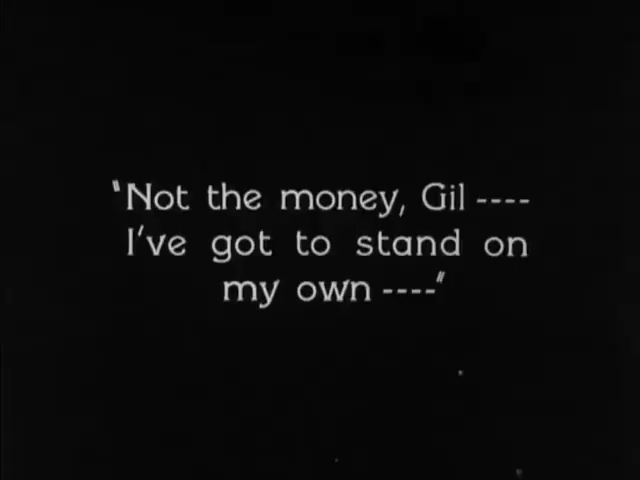 "Not the money, Gil ----
I've got to stand on
my own ----"